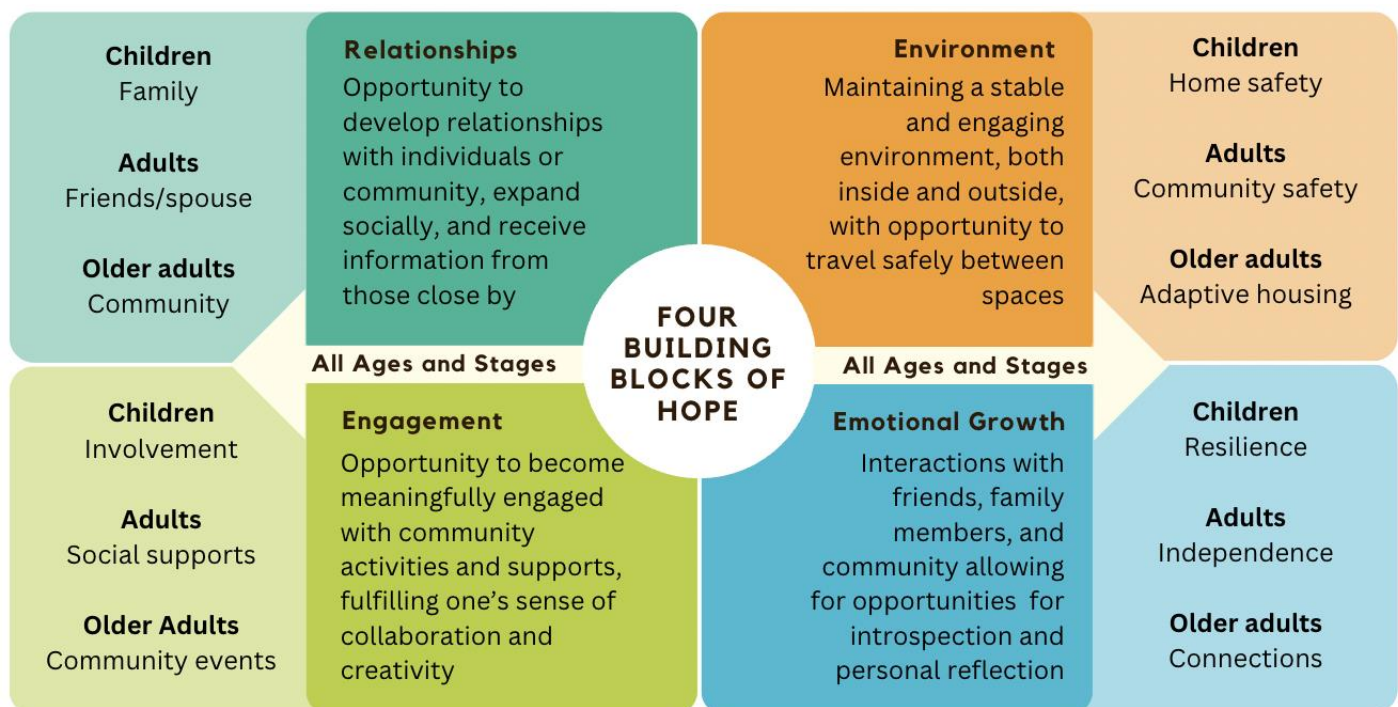 Children
Family
Adults
Friends/spouse
Older adults
Community
Relationships
Opportunity to
develop relationships
with individuals or
community, expand
socially, and receive
information from
those close by
Environment
Maintaining a stable
and engaging
environment, both
inside and outside,
with opportunity to
travel safely between
spaces
Children
Home safety
Adults
Community safety
Older adults
Adaptive housing
FOUR
BUILDING
BLOCKS OF
HOPE
All Ages and Stages
All Ages and Stages
Children
Involvement
Adults
Social supports
Older Adults
Community events
Engagement
Opportunity to become
meaningfully engaged
with community
activities and supports,
fulfilling one’s sense of
collaboration and
creativity
Emotional Growth
Interactions with
friends, family
members, and
community allowing
for opportunities for
introspection and
personal reflection
Children
Resilience
Adults
Independence
Older adults
Connections